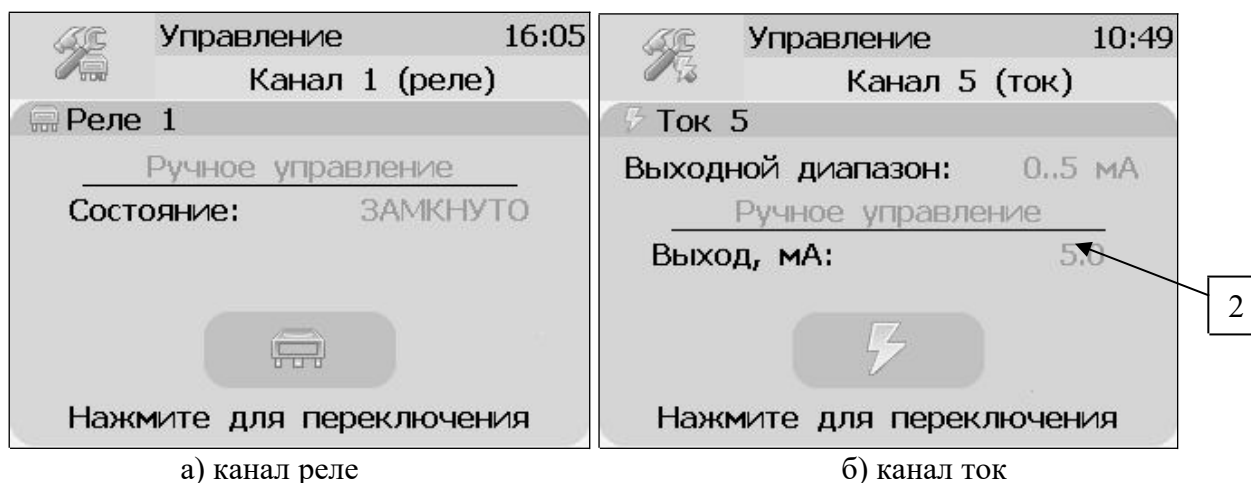 Управление 16:05
Канал 1 (реле)
Реле 1
Ручное управление
Состояние: ЗАМКНУТО
Нажмите для переключения
а) канал реле
Управление 10:49
Канал 5 (ток)
Ток 5
Выходной диапазон: 0..5 мА
Ручное управление
Выход, мА: 5.0
Нажмите для переключения
2
б) канал ток